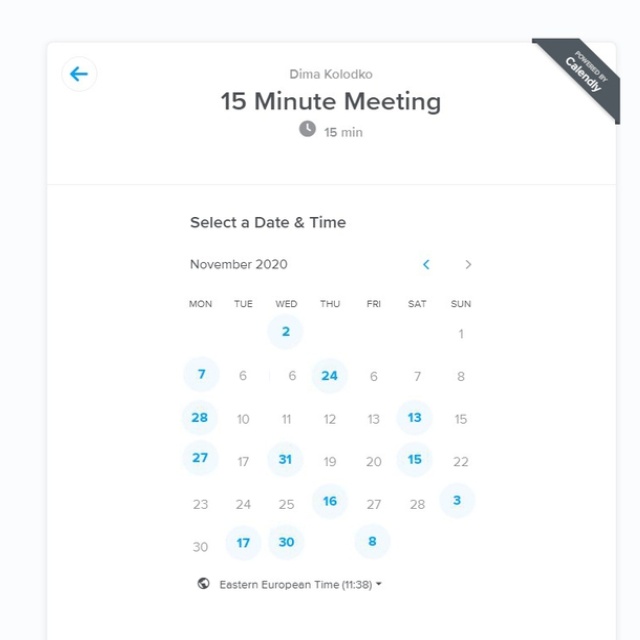 Dima Kolodko
POWERED BY
Calendly
15 Minute Meeting
15 min
Select a Date & Time
November 2020
MON TUE WED THU FRI SAT SUN
2 1
7 6 6 24 6 7 8
28 10 11 12 13 13 15
27 17 31 19 20 15 22
23 24 25 16 27 28 3
30 17 30 8
Eastern European Time (11:38)